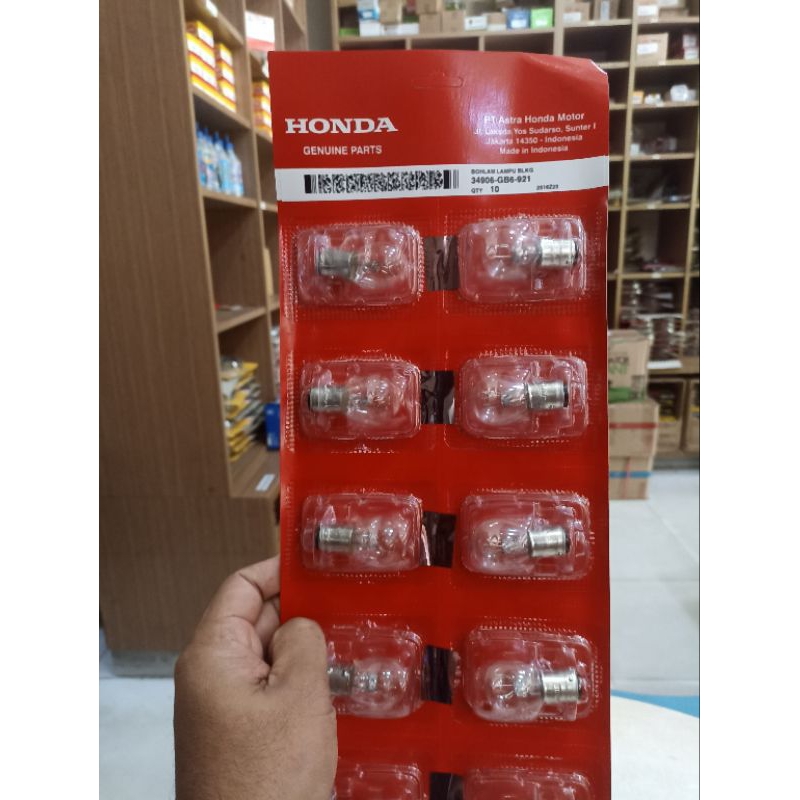 HONDA
GENUINE PARTS
PT Astra Honda Motor
Jl. Laksda Yos Sudarso, Sunter I
Jakarta 14350 - Indonesia
Made in Indonesia
BOHLAM LAMPU BLKG
34906-GB6-921
QTY 10